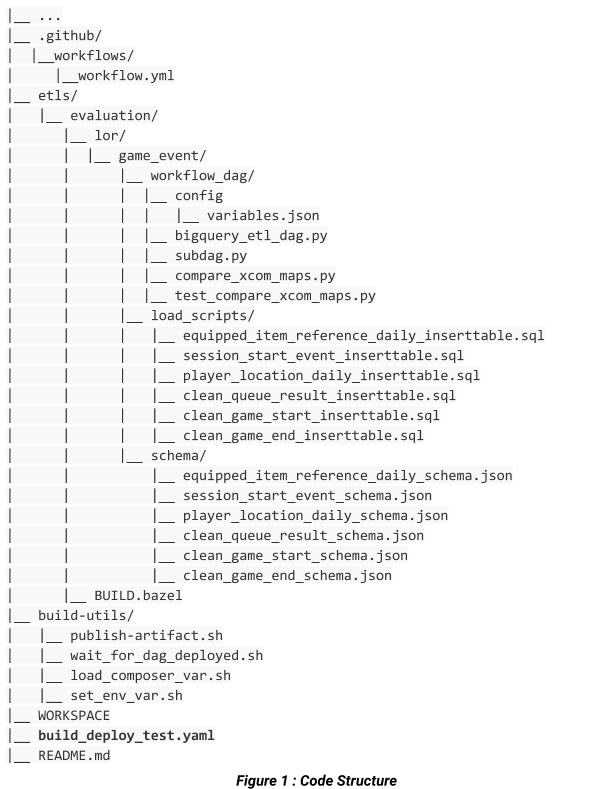 |__ ...
|__ .github/
|  |__workflows/
|     |__workflow.yml
|__ etls/
|   |__ evaluation/
|      |__ lor/
|      |  |__ game_event/
|      |      |__ workflow_dag/
|      |      |  |__ config
|      |      |  |   |__ variables.json
|      |      |  |__ bigquery_etl_dag.py
|      |      |  |__ subdag.py
|      |      |  |__ compare_xcom_maps.py
|      |      |  |__ test_compare_xcom_maps.py
|      |      |__ load_scripts/
|      |          |__ equipped_item_reference_daily_inserttable.sql
|      |          |__ session_start_event_inserttable.sql
|      |          |__ player_location_daily_inserttable.sql
|      |          |__ clean_queue_result_inserttable.sql
|      |          |__ clean_game_start_inserttable.sql
|      |          |__ clean_game_end_inserttable.sql
|      |      |__ schema/
|      |          |__ equipped_item_reference_daily_schema.json
|      |          |__ session_start_event_schema.json
|      |          |__ player_location_daily_schema.json
|      |          |__ clean_queue_result_schema.json
|      |          |__ clean_game_start_schema.json
|      |          |__ clean_game_end_schema.json
|      |__ BUILD.bazel
|__ build-utils/
|   |__ publish-artifact.sh
|   |__ wait_for_dag_deployed.sh
|   |__ load_composer_var.sh
|   |__ set_env_var.sh
|__ WORKSPACE
|__ build_deploy_test.yaml
|__ README.md
Figure 1 : Code Structure